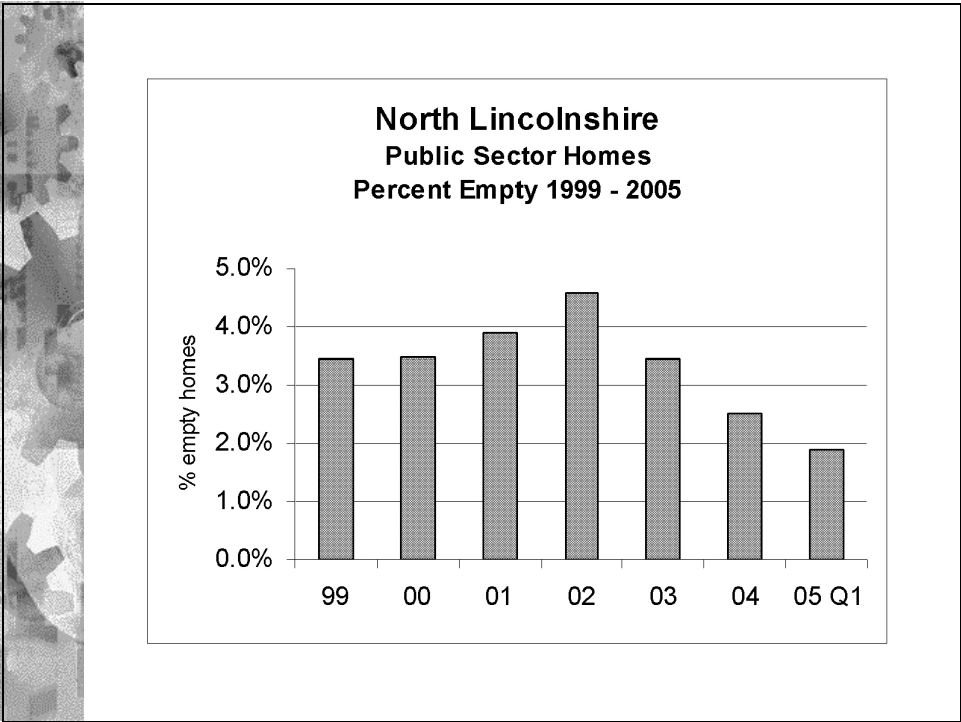 North Lincolnshire
Public Sector Homes
Percent Empty 1999 - 2005
% empty homes
5.0%
4.0%
3.0%
2.0%
1.0%
0.0%
99 00 01 02 03 04 05 Q1